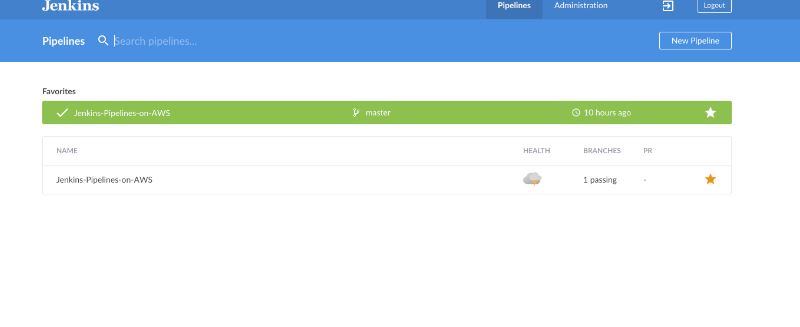 Jenkins Pipelines Administration Logout
Pipelines Search pipelines... New Pipeline
Favorites
Jenkins-Pipelines-on-AWS master 10 hours ago
NAME HEALTH BRANCHES PR
Jenkins-Pipelines-on-AWS 1 passing -